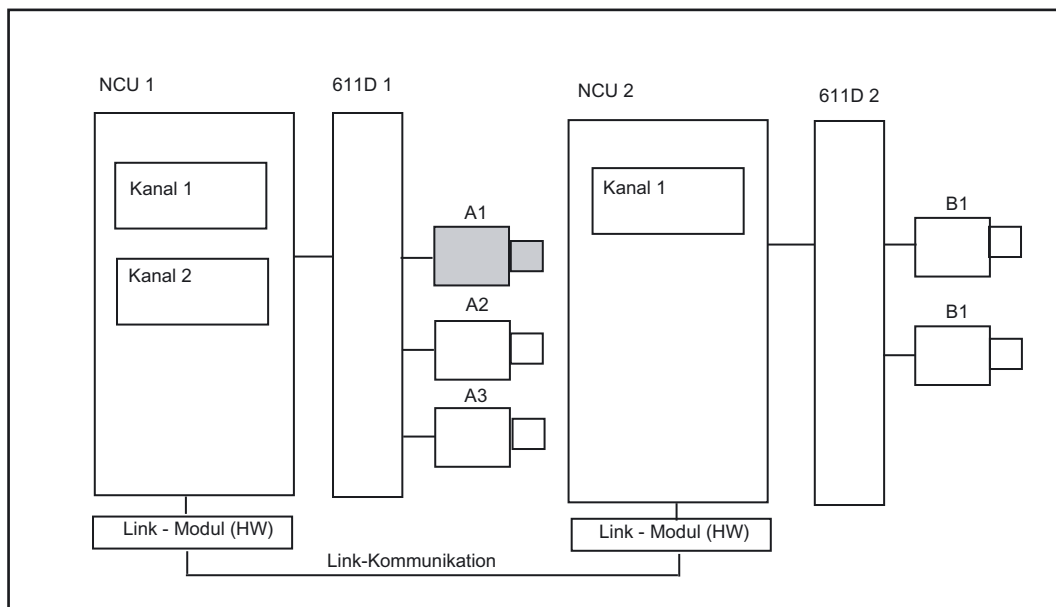 NCU 1
611D 1
NCU 2
611D 2
Kanal 1
Kanal 2
A1
A2
A3
Kanal 1
B1
B1
Link - Modul (HW)
Link - Modul (HW)
Link-Kommunikation